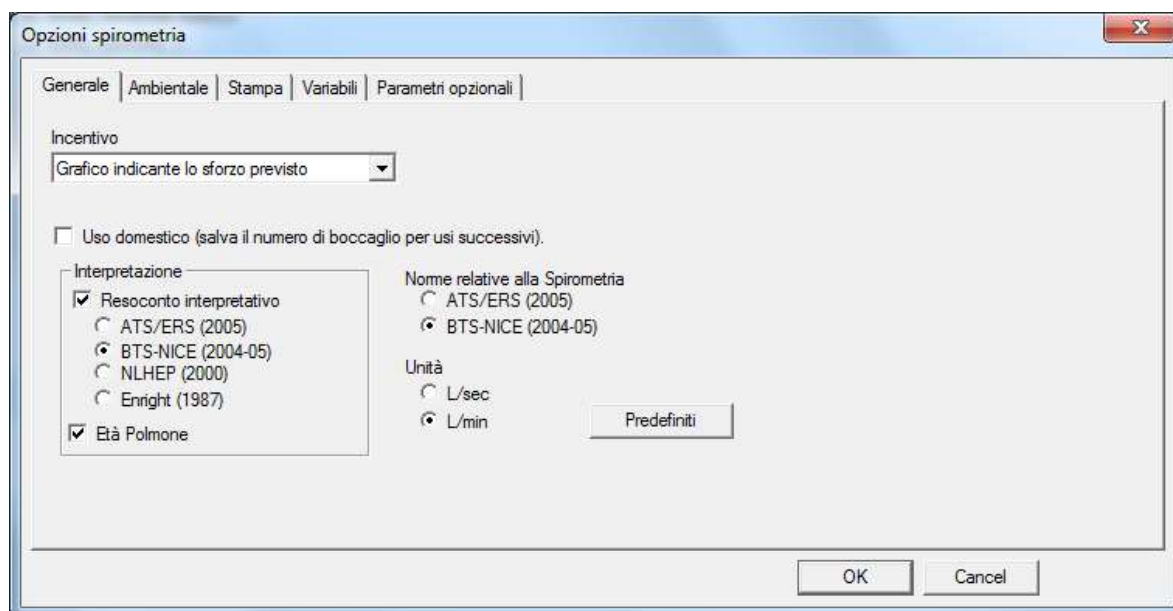 Opzioni spirometria
Generale Ambientale Stampa Variabili Parametri opzionali
Incentivo
Grafico indicante lo sforzo previsto
Uso domestico (salva il numero di boccaglio per usi successivi).
Interpretazione
Resoconto interpretativo
ATS/ERS (2005)
BTS-NICE (2004-05)
NLHEP (2000)
Enright (1987)
Età Polmone
Norme relative alla Spirometria
ATS/ERS (2005)
BTS-NICE (2004-05)
Unità
L/sec
L/min
Predefiniti
OK Cancel